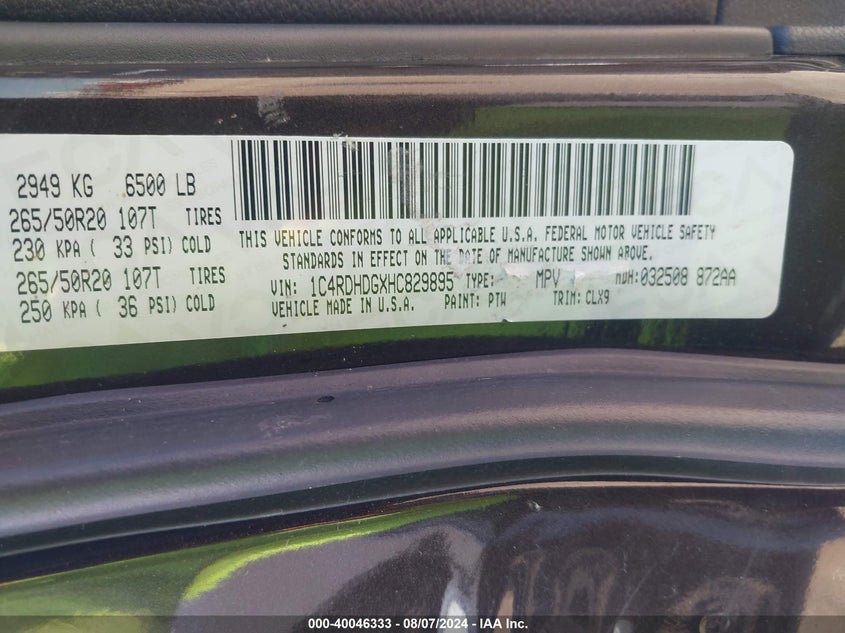 2949 KG 6500 LB
265/50R20 107T TIRES
230 KPA ( 33 PSI) COLD
265/50R20 107T TIRES
250 KPA ( 36 PSI) COLD
THIS VEHICLE CONFORMS TO ALL APPLICABLE U.S.A. FEDERAL MOTOR VEHICLE SAFETY
STANDARDS IN EFFECT ON THE DATE OF MANUFACTURE SHOWN ABOVE.
VIN: 1C4RDHDGXHC829895 TYPE: MPV MDH:032508 872AA
VEHICLE MADE IN U.S.A. PAINT: PTW TRIM: CLX9
000-40046333 - 08/07/2024 - IAA Inc.